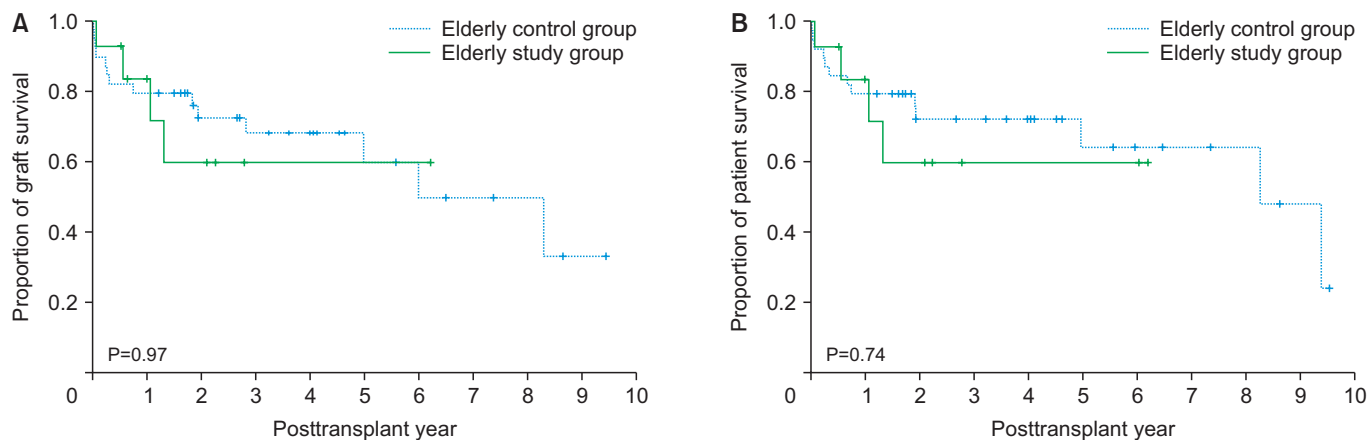 A
Proportion of graft survival
1.0
0.8
0.6
0.4
0.2
0
Elderly control group
Elderly study group
P=0.97
1 2 3 4 5 6 7 8 9 10
Posttransplant year
B
Proportion of patient survival
1.0
0.8
0.6
0.4
0.2
0
Elderly control group
Elderly study group
P=0.74
1 2 3 4 5 6 7 8 9 10
Posttransplant year